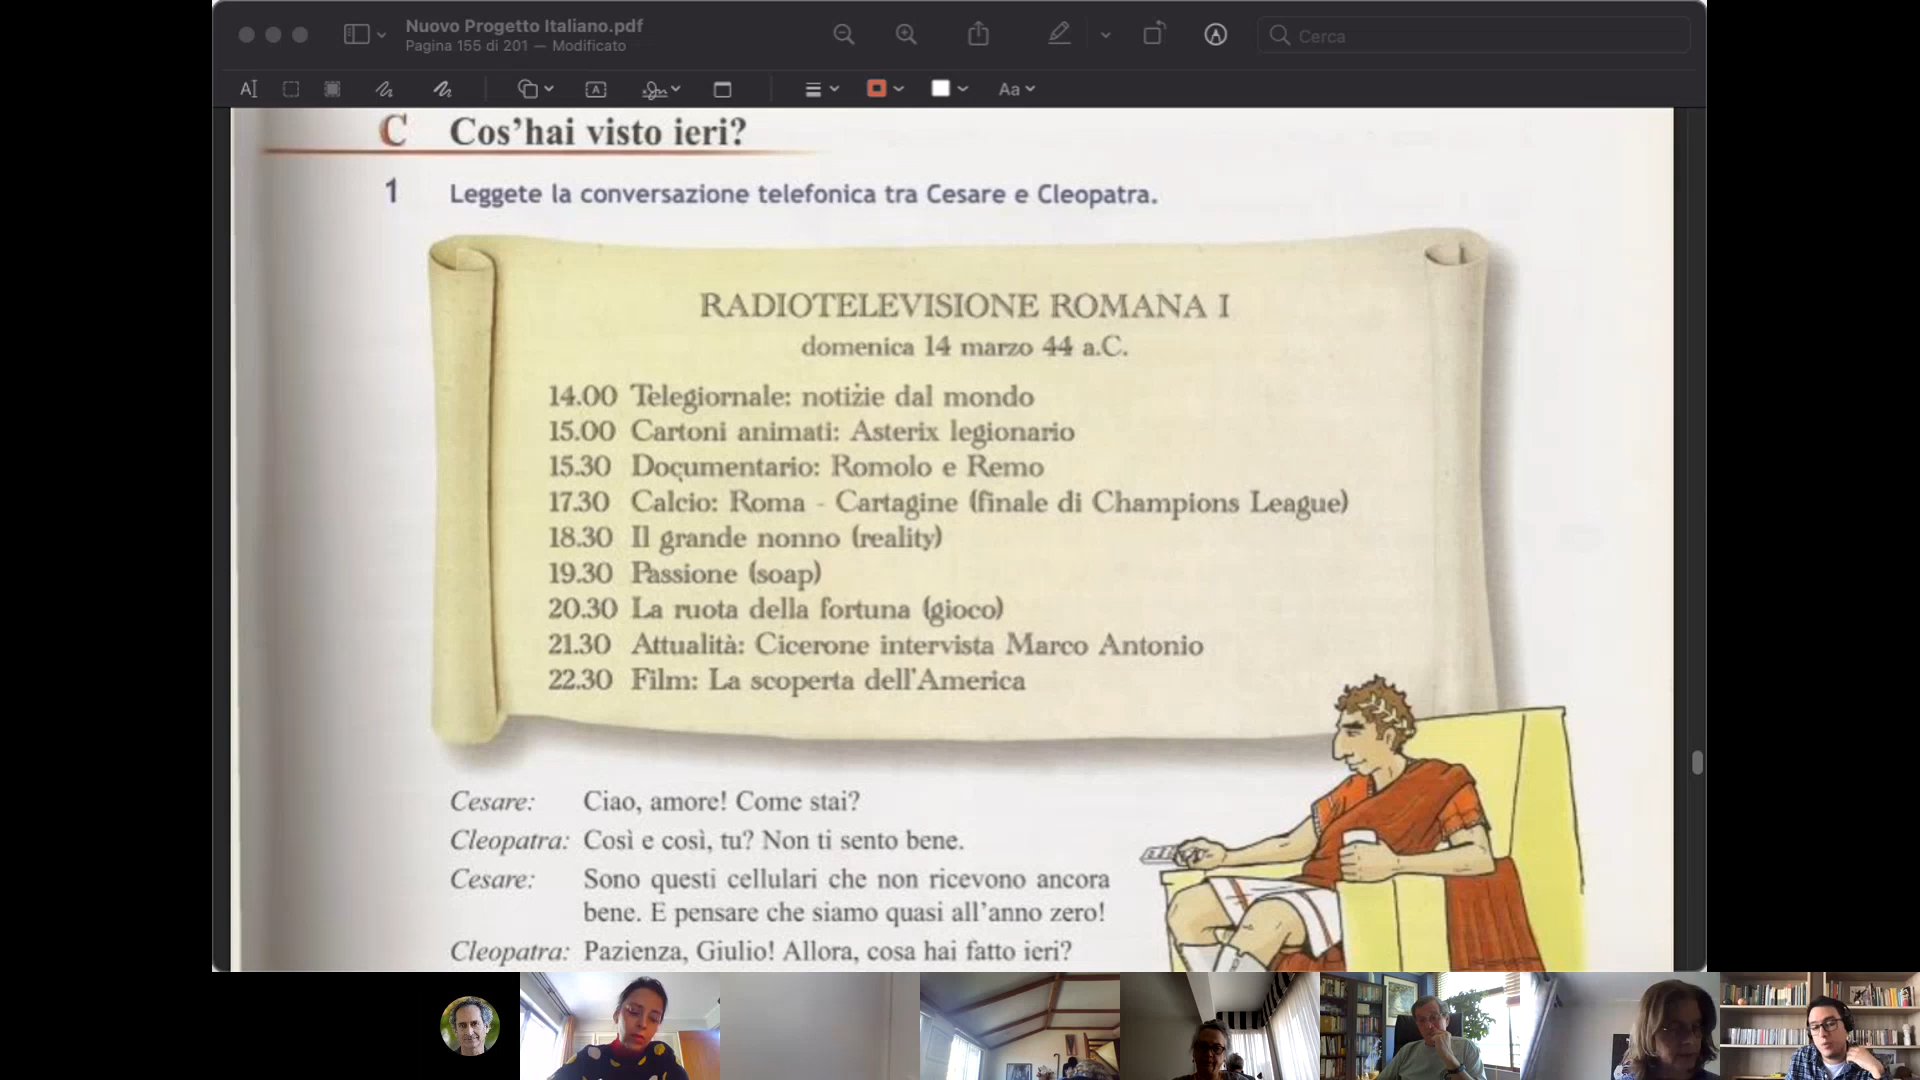 Nuovo Progetto Italiano.pdf
Pagina 155 di 201 — Modificato
Cerca
Aa
C Cos'hai visto ieri?
1 Leggete la conversazione telefonica tra Cesare e Cleopatra.
RADIOTELEVISIONE ROMANA I
domenica 14 marzo 44 a.C.
14.00 Telegiornale: notizie dal mondo
15.00 Cartoni animati: Asterix legionario
15.30 Documentario: Romolo e Remo
17.30 Calcio: Roma - Cartagine (finale di Champions League)
18.30 Il grande nonno (reality)
19.30 Passione (soap)
20.30 La ruota della fortuna (gioco)
21.30 Attualità: Cicerone intervista Marco Antonio
22.30 Film: La scoperta dell'America
Cesare: Ciao, amore! Come stai?
Cleopatra: Così e così, tu? Non ti sento bene.
Cesare: Sono questi cellulari che non ricevono ancora
bene. E pensare che siamo quasi all'anno zero!
Cleopatra: Pazienza, Giulio! Allora, cosa hai fatto ieri?